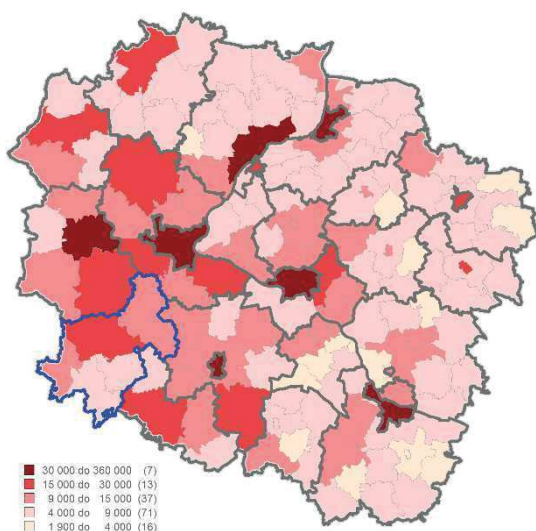 30 000 do 360 000 (7)
15 000 do 30 000 (13)
9 000 do 15 000 (37)
4 000 do 9 000 (71)
1 900 do 4 000 (16)